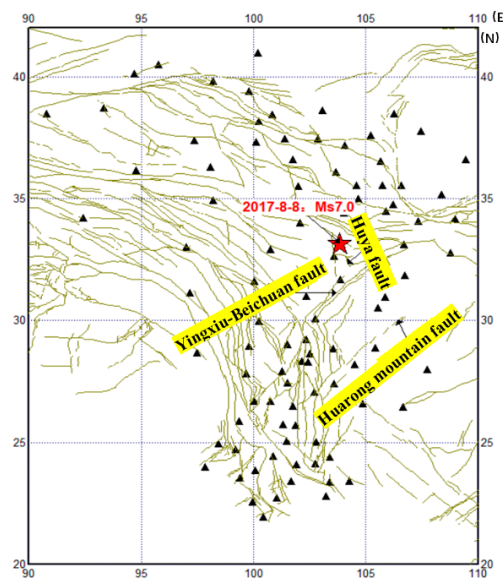 90 95 100 105 110 (E
(N)
40 40
35 35
2017-8-8: Ms7.0
Huya fault
Yingxiu-Beichuan fault
30 30
Huarong mountain fault
25 25
20 20
90 95 100 105 110